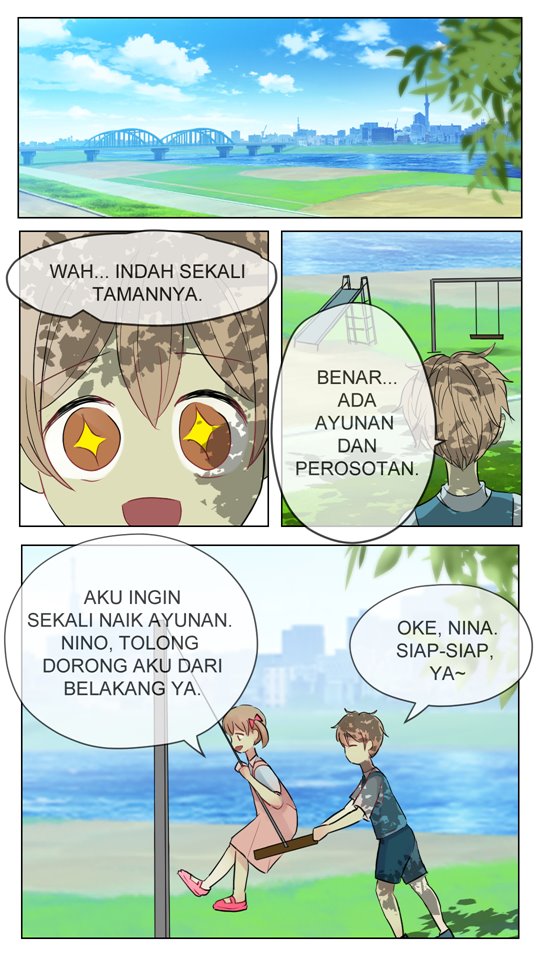 WAH... INDAH SEKALI
TAMANNYA.
BENAR...
ADA
AYUNAN
DAN
PEROSOTAN.
AKU INGIN
SEKALI NAIK AYUNAN.
NINO, TOLONG
DORONG AKU DARI
BELAKANG YA.
OKE, NINA.
SIAP-SIAP,
YA~